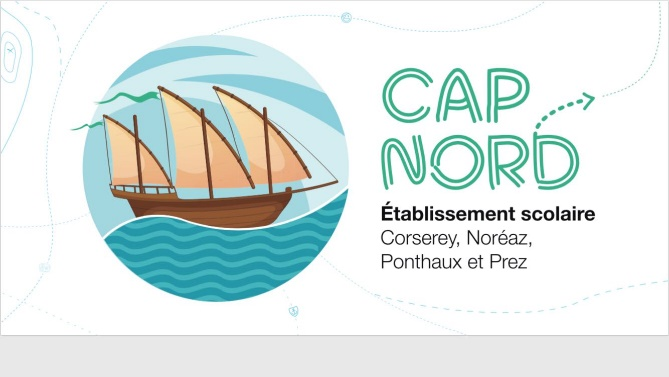 CAP
NORD
Établissement scolaire
Corserey, Noréaz,
Ponthaux et Prez